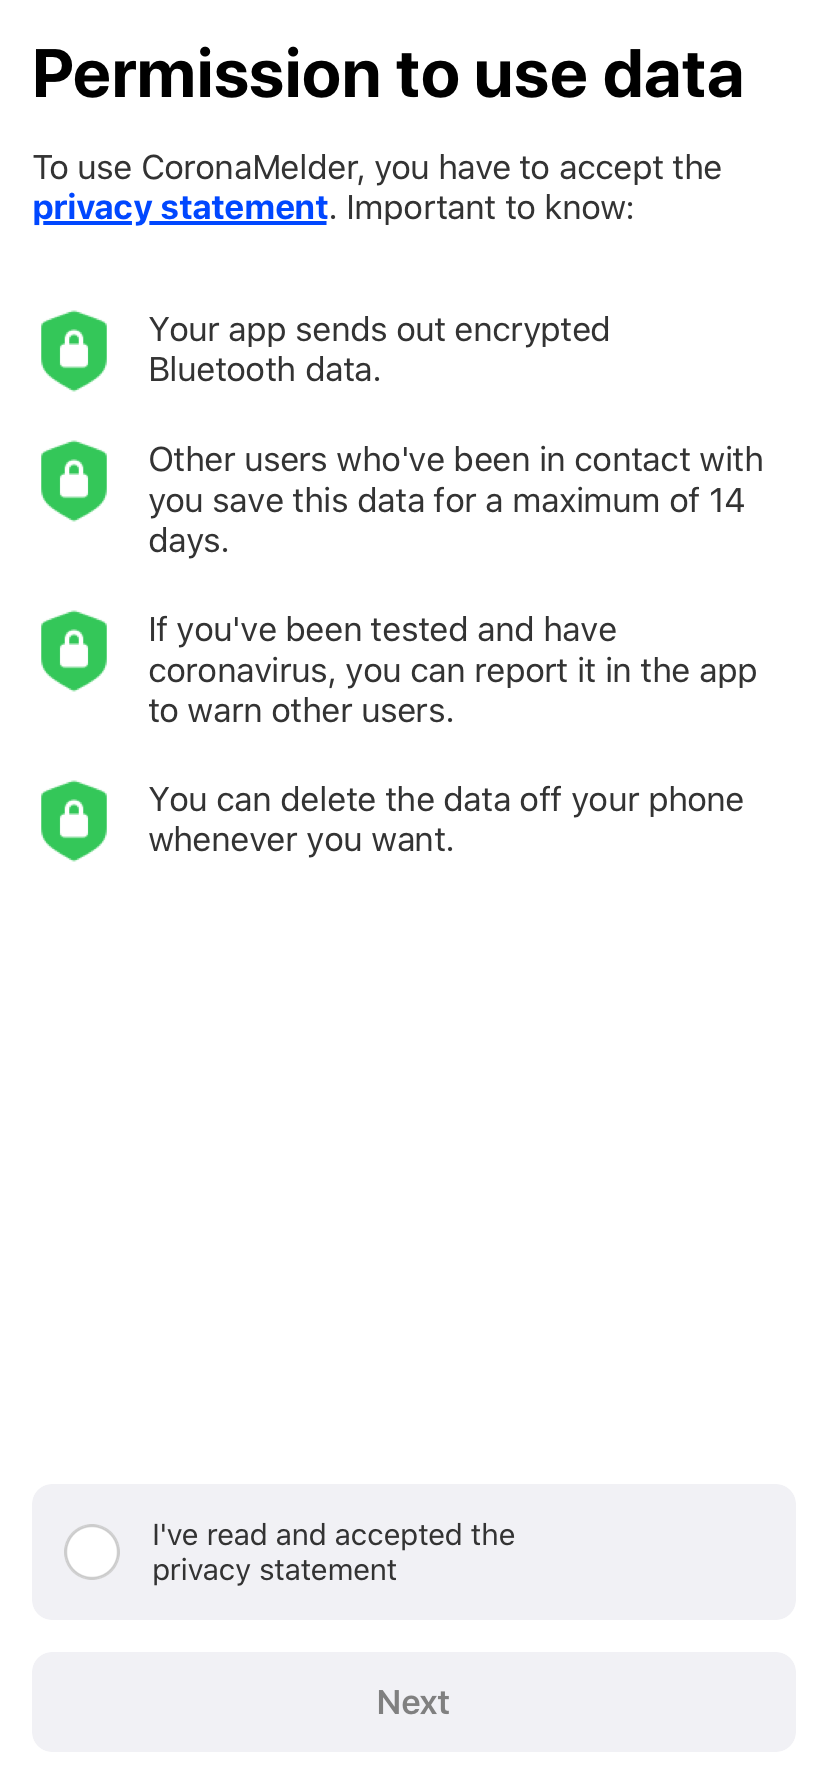 Permission to use data
To use CoronaMelder, you have to accept the
privacy statement. Important to know:
Your app sends out encrypted
Bluetooth data.
Other users who've been in contact with
you save this data for a maximum of 14
days.
If you've been tested and have
coronavirus, you can report it in the app
to warn other users.
You can delete the data off your phone
whenever you want.
I've read and accepted the
privacy statement
Next